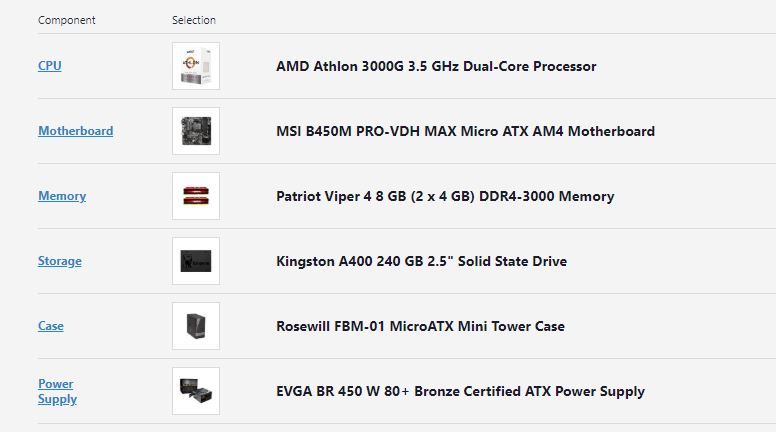 Component Selection
CPU AMD Athlon 3000G 3.5 GHz Dual-Core Processor
Motherboard MSI B450M PRO-VDH MAX Micro ATX AM4 Motherboard
Memory Patriot Viper 4 8 GB (2 x 4 GB) DDR4-3000 Memory
Storage Kingston A400 240 GB 2.5" Solid State Drive
Case Rosewill FBM-01 MicroATX Mini Tower Case
Power
Supply EVGA BR 450 W 80+ Bronze Certified ATX Power Supply